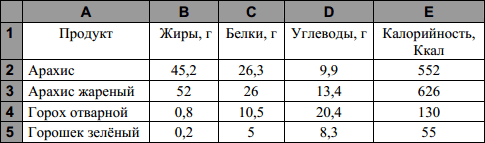 A B C D E
1 Продукт Жиры, г Белки, г Углеводы, г Калорийность, Ккал
2 Арахис 45,2 26,3 9,9 552
3 Арахис жареный 52 26 13,4 626
4 Горох отварной 0,8 10,5 20,4 130
5 Горошек зелёный 0,2 5 8,3 55